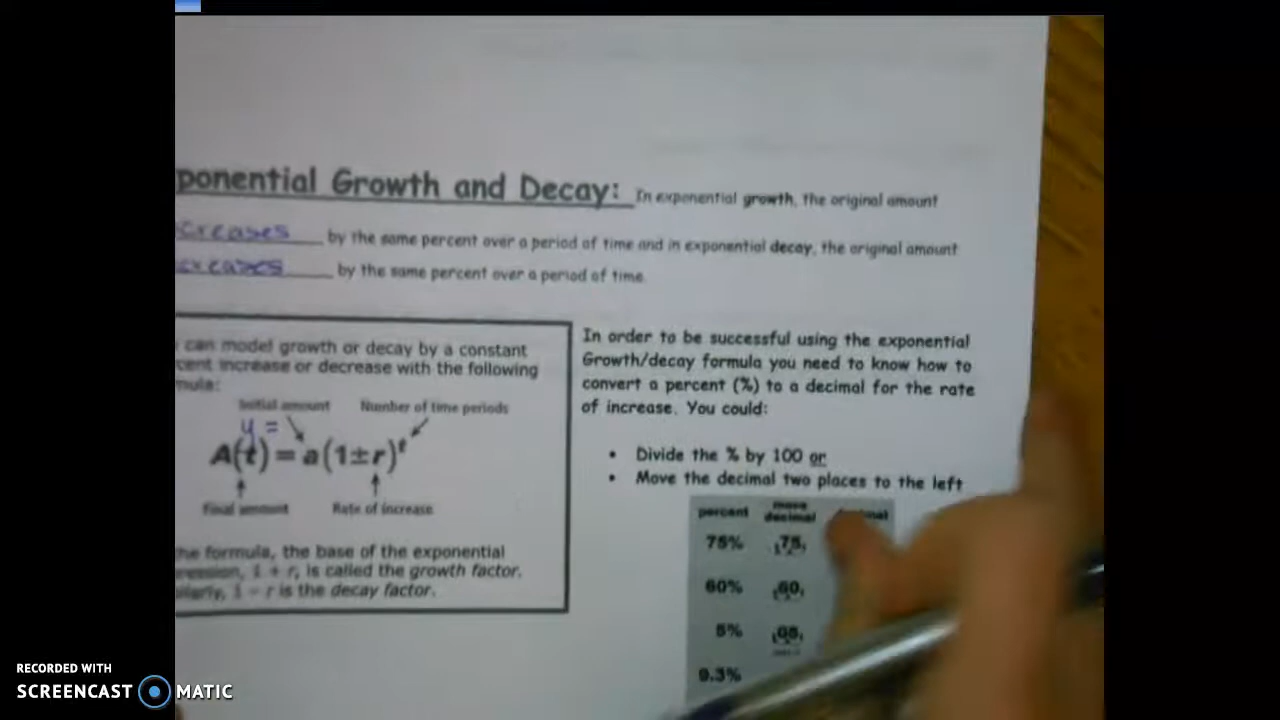 ponential Growth and Decay: In exponential growth, the original amount
creases by the same percent over a period of time and in exponential decay, the original amount
creases by the same percent over a period of time.
can model growth or decay by a constant
cent increase or decrease with the following
mula:
Initial amount Number of time periods
y =
A(t) = a(1±r)^t
Final amount Rate of increase
he formula, the base of the exponential
ression, 1 + r, is called the growth factor.
ilarly, 1 - r is the decay factor.
In order to be successful using the exponential
Growth/decay formula you need to know how to
convert a percent (%) to a decimal for the rate
of increase. You could:
• Divide the % by 100 or
• Move the decimal two places to the left
percent move decimal
75% 75.
60% 60.
5% 05.
9.3%
RECORDED WITH
SCREENCAST MATIC